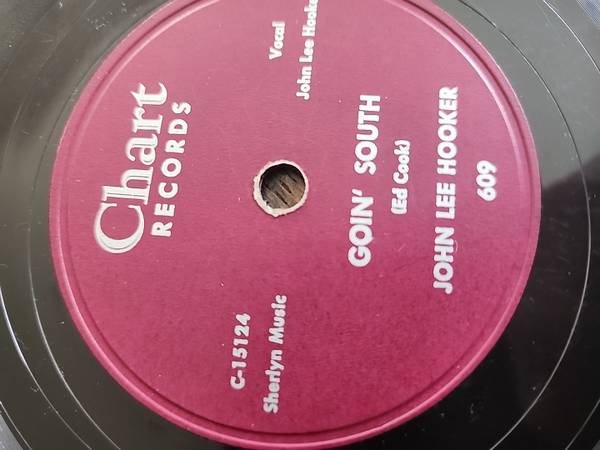 Chart
RECORDS
C-15124
Sherlyn Music
Vocal
John Lee Hooker
GOIN' SOUTH
(Ed Cook)
JOHN LEE HOOKER
609